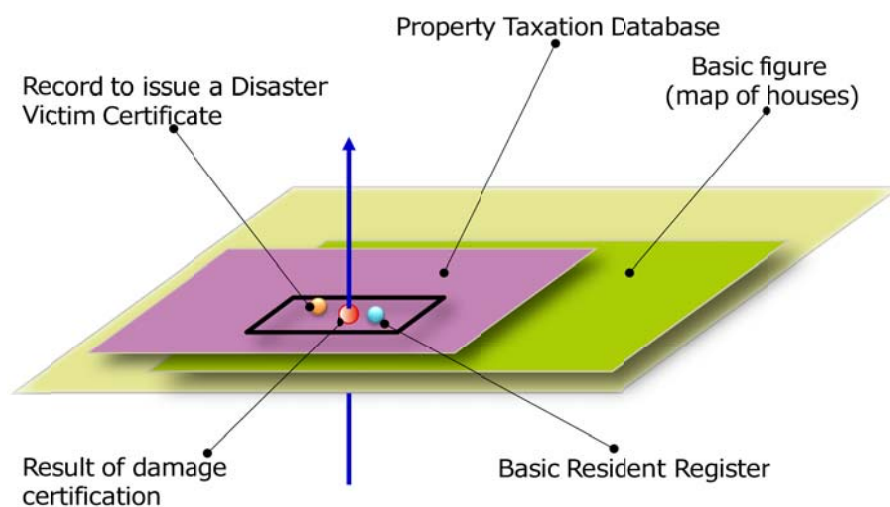 Property Taxation Database
Basic figure
(map of houses)
Record to issue a Disaster
Victim Certificate
Result of damage
certification
Basic Resident Register